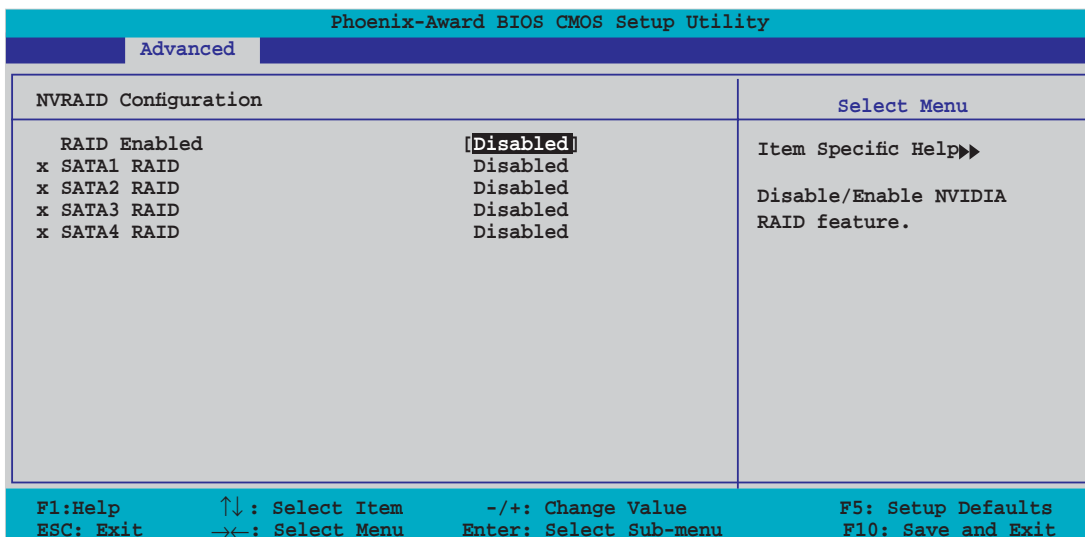 Phoenix-Award BIOS CMOS Setup Utility
Advanced
NVRAID Configuration
Select Menu
RAID Enabled [Disabled]
x SATA1 RAID Disabled
x SATA2 RAID Disabled
x SATA3 RAID Disabled
x SATA4 RAID Disabled
Item Specific Help▶▶
Disable/Enable NVIDIA
RAID feature.
F1:Help ↑↓: Select Item -/+: Change Value F5: Setup Defaults
ESC: Exit →←: Select Menu Enter: Select Sub-menu F10: Save and Exit